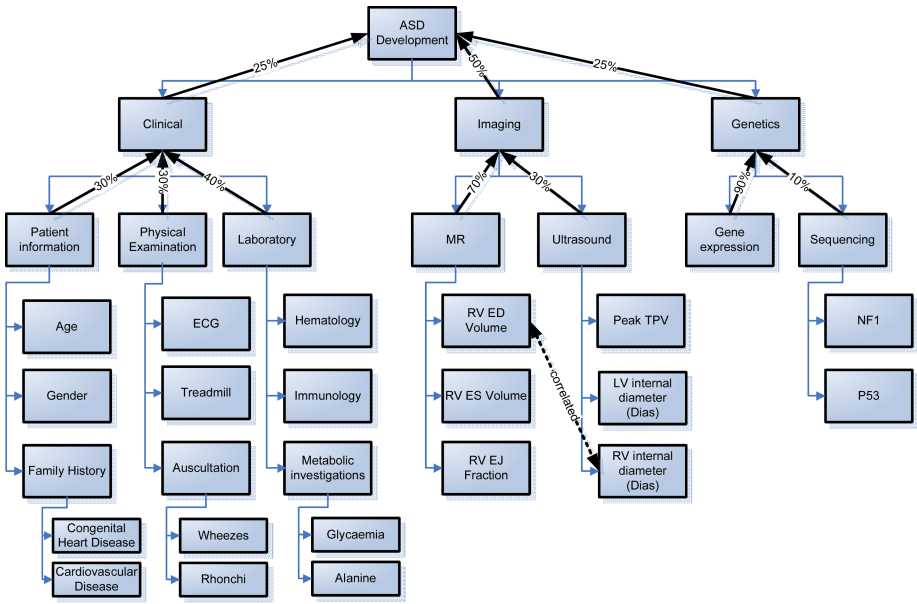 ASD
Development
25%
50%
25%
Clinical
Imaging
Genetics
30%
30%
40%
70%
30%
90%
10%
Patient
information
Physical
Examination
Laboratory
MR
Ultrasound
Gene
expression
Sequencing
Age
ECG
Hematology
RV ED
Volume
Peak TPV
NF1
Gender
Treadmill
Immunology
RV ES Volume
correlated
LV internal
diameter
(Dias)
P53
Family History
Auscultation
Metabolic
investigations
RV EJ
Fraction
RV internal
diameter
(Dias)
Congenital
Heart Disease
Wheezes
Glycaemia
Cardiovascular
Disease
Rhonchi
Alanine